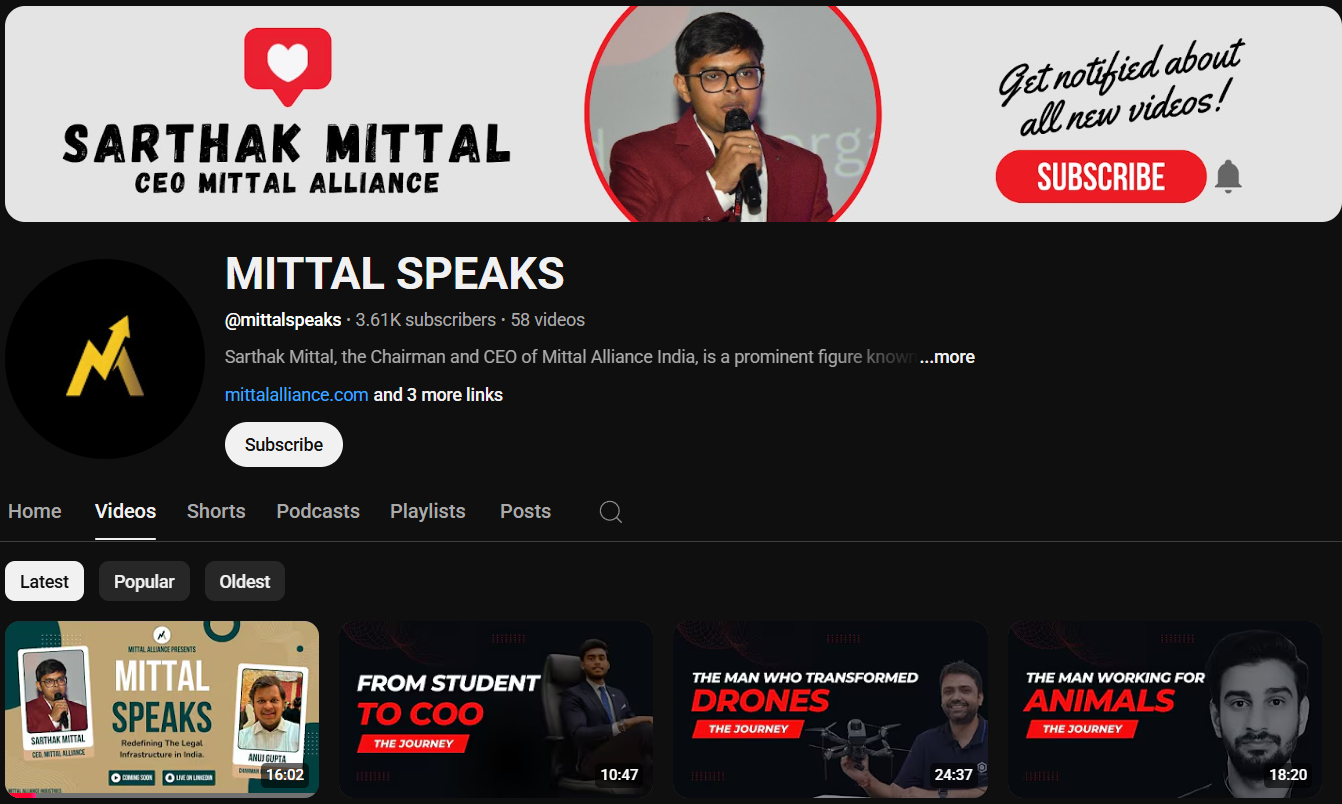 SARTHAK MITTAL
CEO MITTAL ALLIANCE
Get notified about
all new videos!
SUBSCRIBE
MITTAL SPEAKS
@mittalspeaks · 3.61K subscribers · 58 videos
Sarthak Mittal, the Chairman and CEO of Mittal Alliance India, is a prominent figure known ...more
mittalalliance.com and 3 more links
Subscribe
Home Videos Shorts Podcasts Playlists Posts
Latest Popular Oldest
MITTAL ALLIANCE PRESENTS
MITTAL
SPEAKS
Redefining The Legal
Infrastructure in India.
SARTHAK MITTAL
CEO, MITTAL ALLIANCE
ANUJ GUPTA
COMING SOON
LIVE ON LINKEDIN
16:02
FROM STUDENT
TO COO
THE JOURNEY
10:47
THE MAN WHO TRANSFORMED
DRONES
THE JOURNEY
24:37
THE MAN WORKING FOR
ANIMALS
THE JOURNEY
18:20